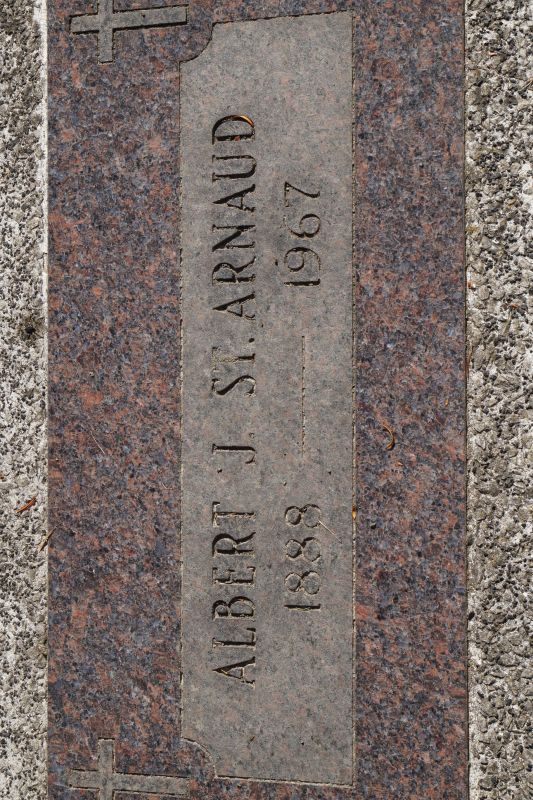 ALBERT J. ST. ARNAUD
1888 — 1967